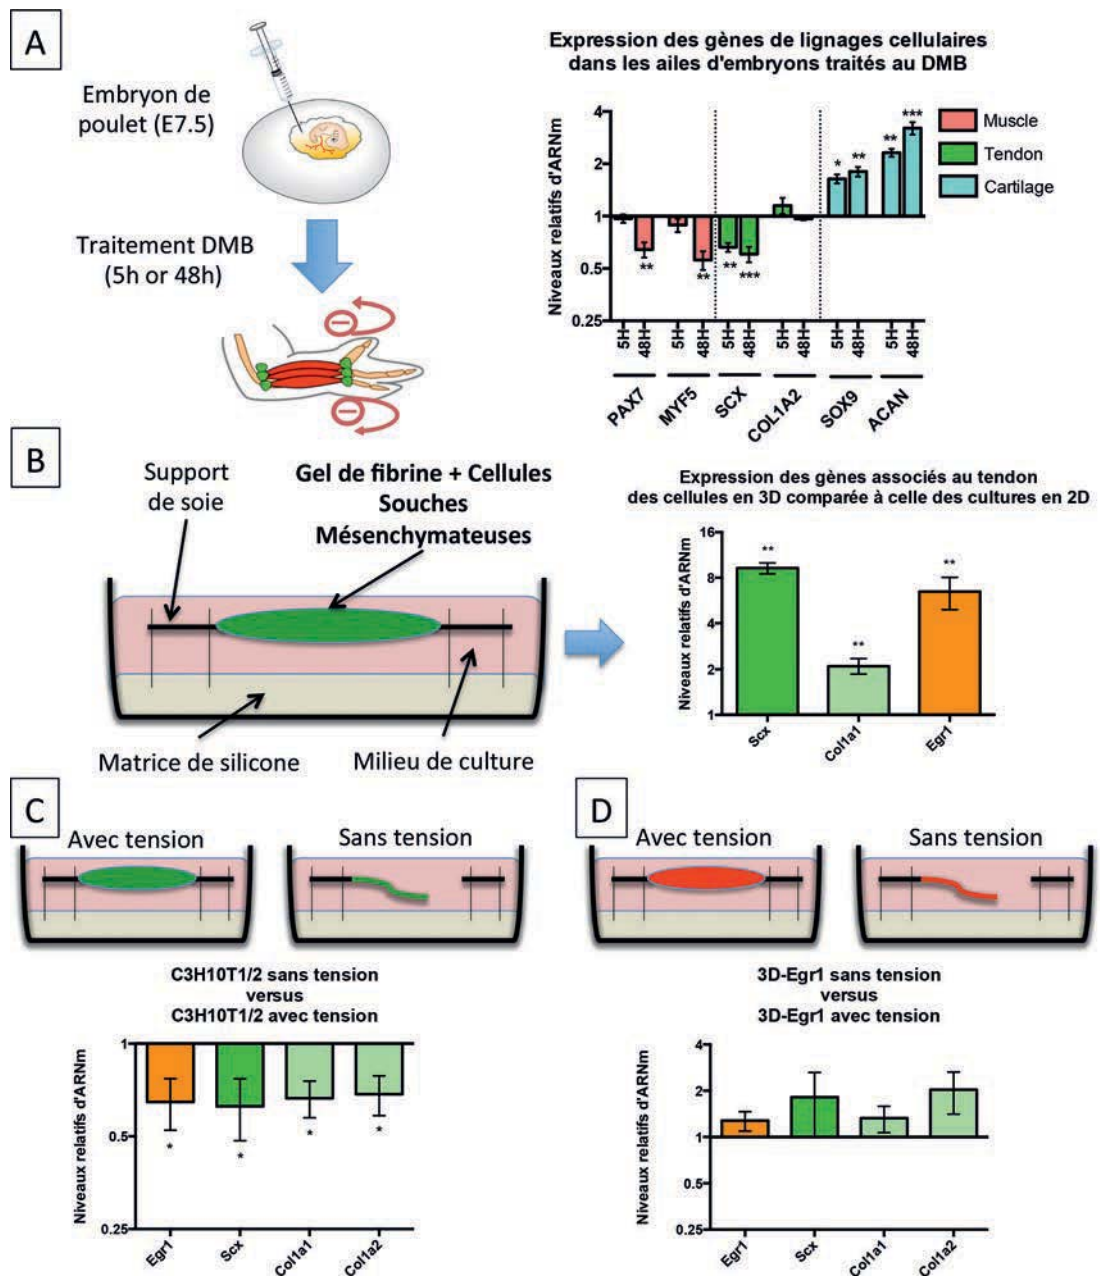 A
Embryon de
poulet (E7.5)
Traitement DMB
(5h or 48h)
Expression des gènes de lignages cellulaires
dans les ailes d'embryons traités au DMB
Niveaux relatifs d'ARNm
4
2
1
0.5
0.25
Muscle
Tendon
Cartilage
** ** ** *** * ** ** ***
5H 48H 5H 48H 5H 48H 5H 48H 5H 48H 5H 48H
PAX7 MYF5 SCX COL1A2 SOX9 ACAN
B
Support
de soie
Gel de fibrine + Cellules
Souches
Mésenchymateuses
Matrice de silicone
Milieu de culture
Expression des gènes associés au tendon
des cellules en 3D comparée à celle des cultures en 2D
Niveaux relatifs d'ARNm
16
8
4
2
1
** ** **
Scx Col1a1 Egr1
C
Avec tension
Sans tension
C3H10T1/2 sans tension
versus
C3H10T1/2 avec tension
Niveaux relatifs d'ARNm
1
0.5
0.25
* * * *
Egr1 Scx Col1a1 Col1a2
D
Avec tension
Sans tension
3D-Egr1 sans tension
versus
3D-Egr1 avec tension
Niveaux relatifs d'ARNm
4
2
1
0.5
0.25
Egr1 Scx Col1a1 Col1a2